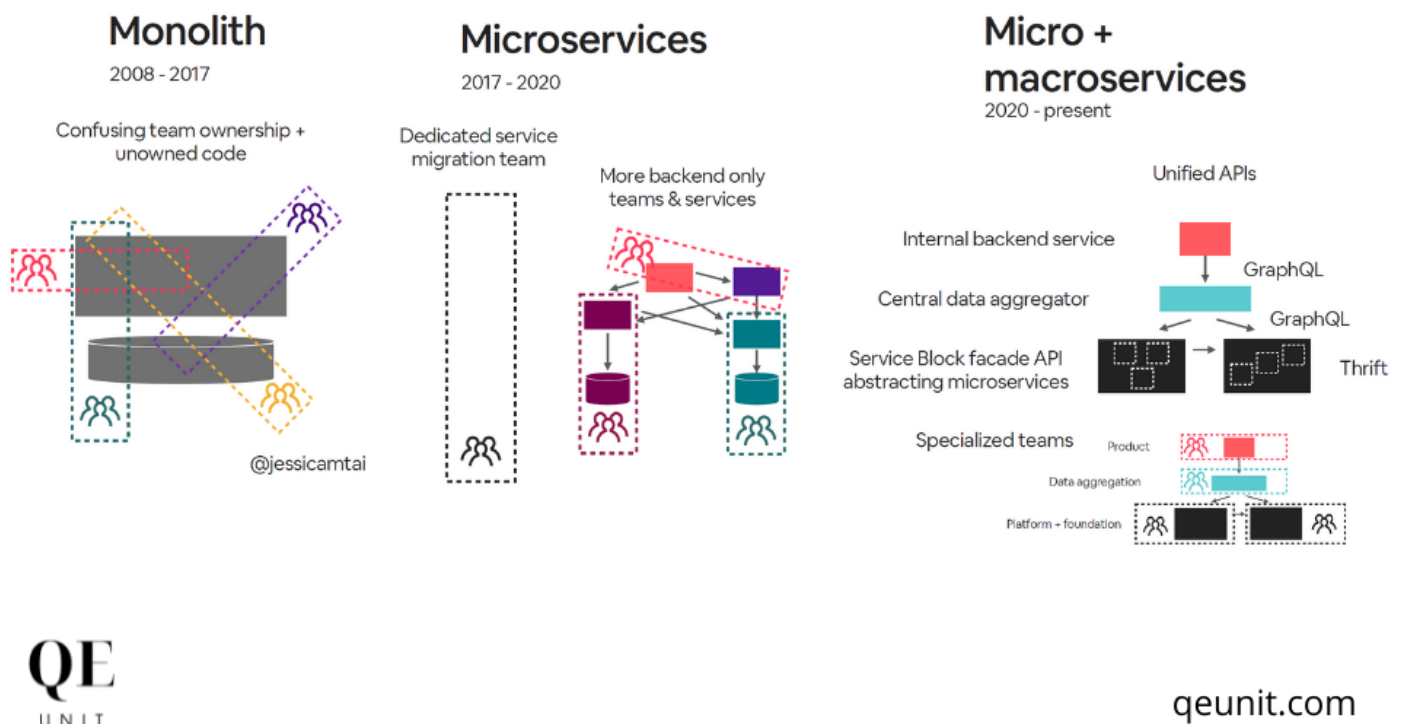 Monolith
2008 - 2017
Confusing team ownership +
unowned code
@jessicamtai
Microservices
2017 - 2020
Dedicated service
migration team
More backend only
teams & services
Micro +
macroservices
2020 - present
Unified APIs
Internal backend service
GraphQL
Central data aggregator
GraphQL
Service Block facade API
abstracting microservices
Thrift
Specialized teams
Product
Data aggregation
Platform + foundation
QE
UNIT
qeunit.com